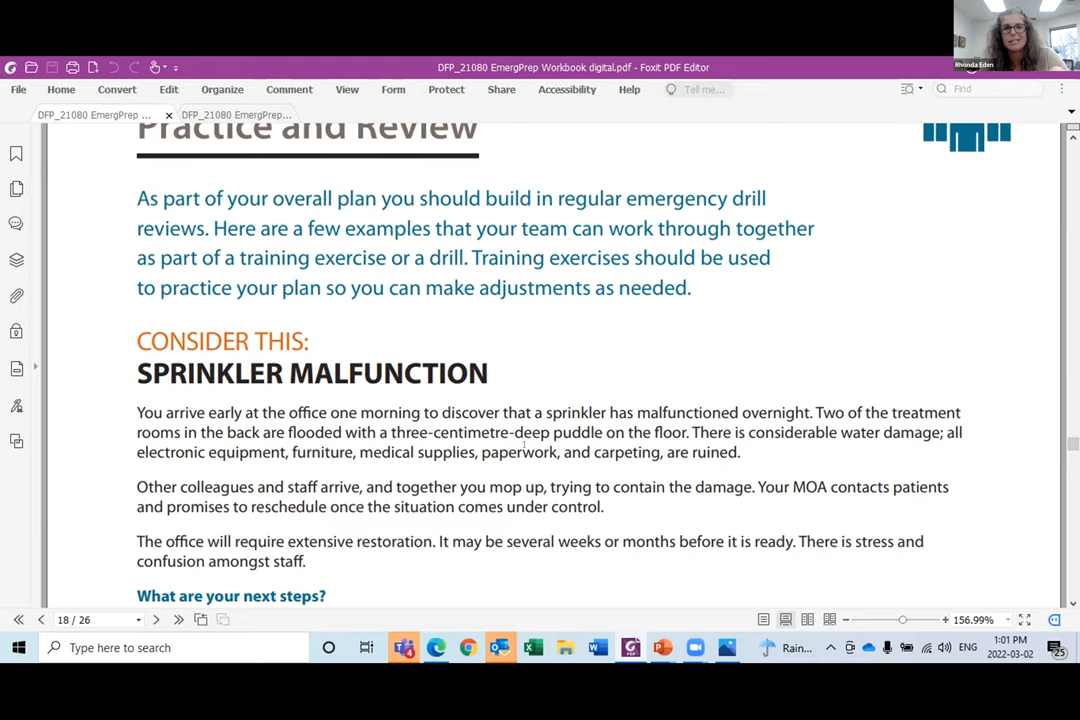 Rhonda Eden
DFP_21080 EmergPrep Workbook digital.pdf - Foxit PDF Editor
File Home Convert Edit Organize Comment View Form Protect Share Accessibility Help Tell me... Find
DFP_21080 EmergPrep ... DFP_21080 EmergPrep...
Practice and Review
As part of your overall plan you should build in regular emergency drill
reviews. Here are a few examples that your team can work through together
as part of a training exercise or a drill. Training exercises should be used
to practice your plan so you can make adjustments as needed.
CONSIDER THIS:
SPRINKLER MALFUNCTION
You arrive early at the office one morning to discover that a sprinkler has malfunctioned overnight. Two of the treatment
rooms in the back are flooded with a three-centimetre-deep puddle on the floor. There is considerable water damage; all
electronic equipment, furniture, medical supplies, paperwork, and carpeting, are ruined.
Other colleagues and staff arrive, and together you mop up, trying to contain the damage. Your MOA contacts patients
and promises to reschedule once the situation comes under control.
The office will require extensive restoration. It may be several weeks or months before it is ready. There is stress and
confusion amongst staff.
What are your next steps?
18 / 26 156.99%
Type here to search Rain... ENG 1:01 PM
2022-03-02 25